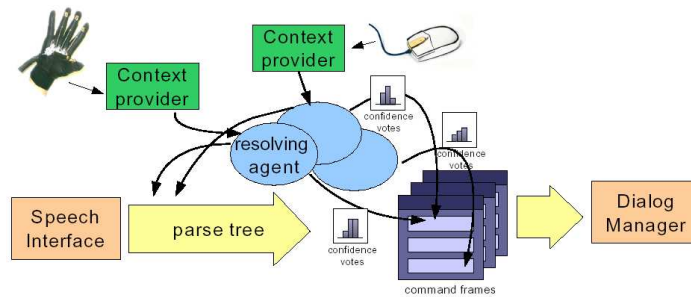 Context
provider
Context
provider
confidence
votes
resolving
agent
confidence
votes
Speech
Interface
parse tree
confidence
votes
Dialog
Manager
command frames